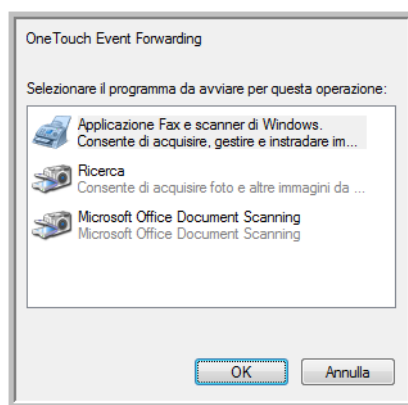 OneTouch Event Forwarding
Selezionare il programma da avviare per questa operazione:
Applicazione Fax e scanner di Windows.
Consente di acquisire, gestire e instradare im...
Ricerca
Consente di acquisire foto e altre immagini da ...
Microsoft Office Document Scanning
Microsoft Office Document Scanning
OK Annulla